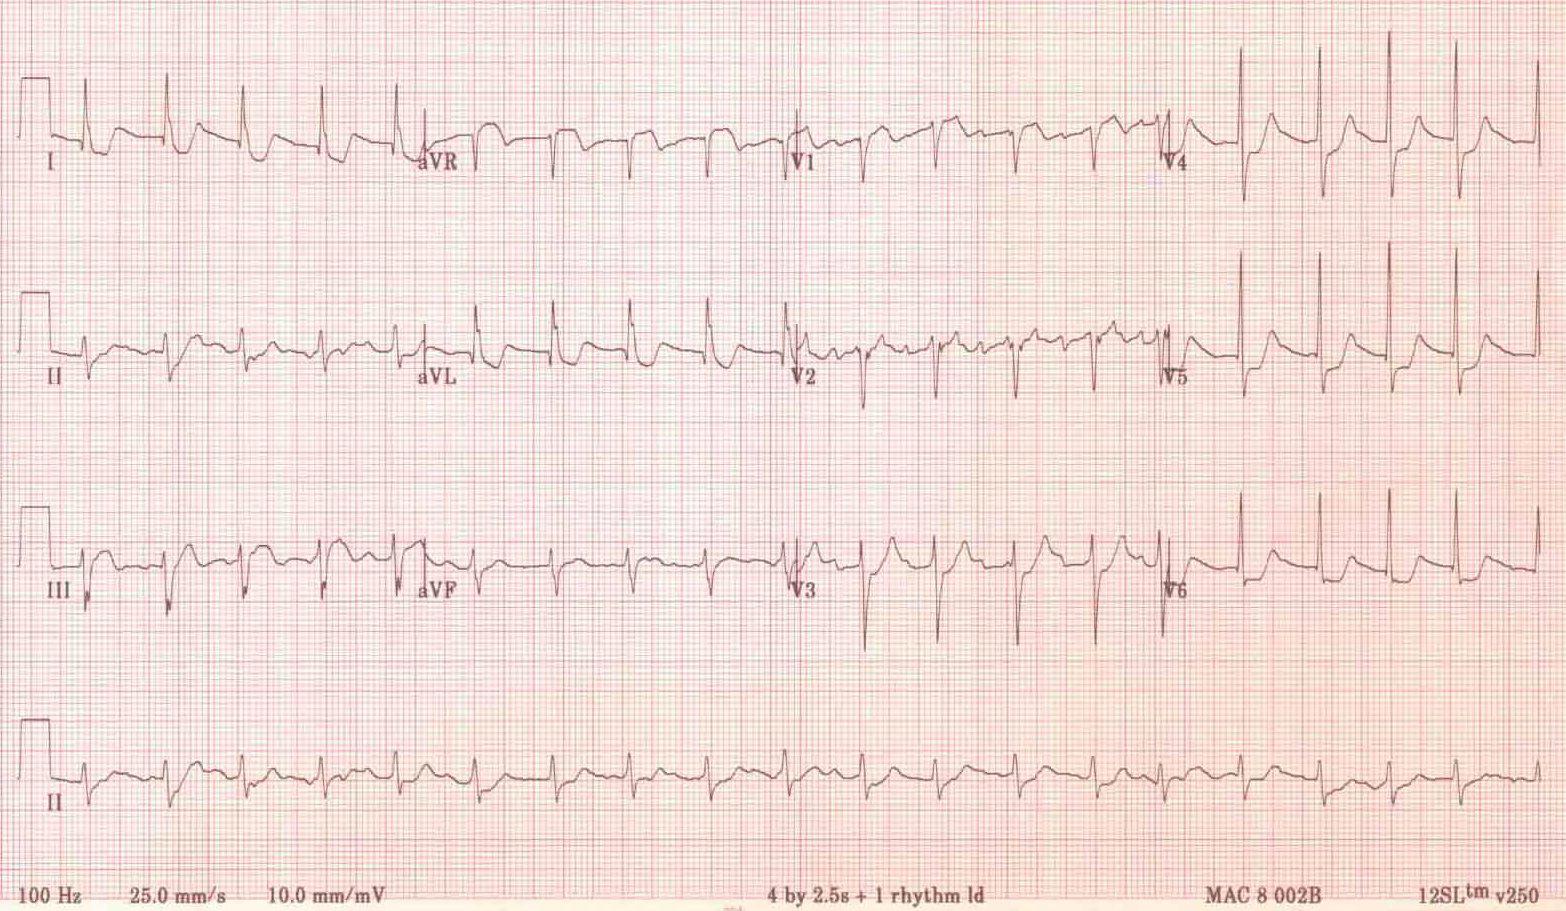 I aVR V1 V4
II aVL V2 V5
III aVF V3 V6
II
100 Hz 25.0 mm/s 10.0 mm/mV 4 by 2.5s + 1 rhythm ld MAC 8 002B 12SLtm v250